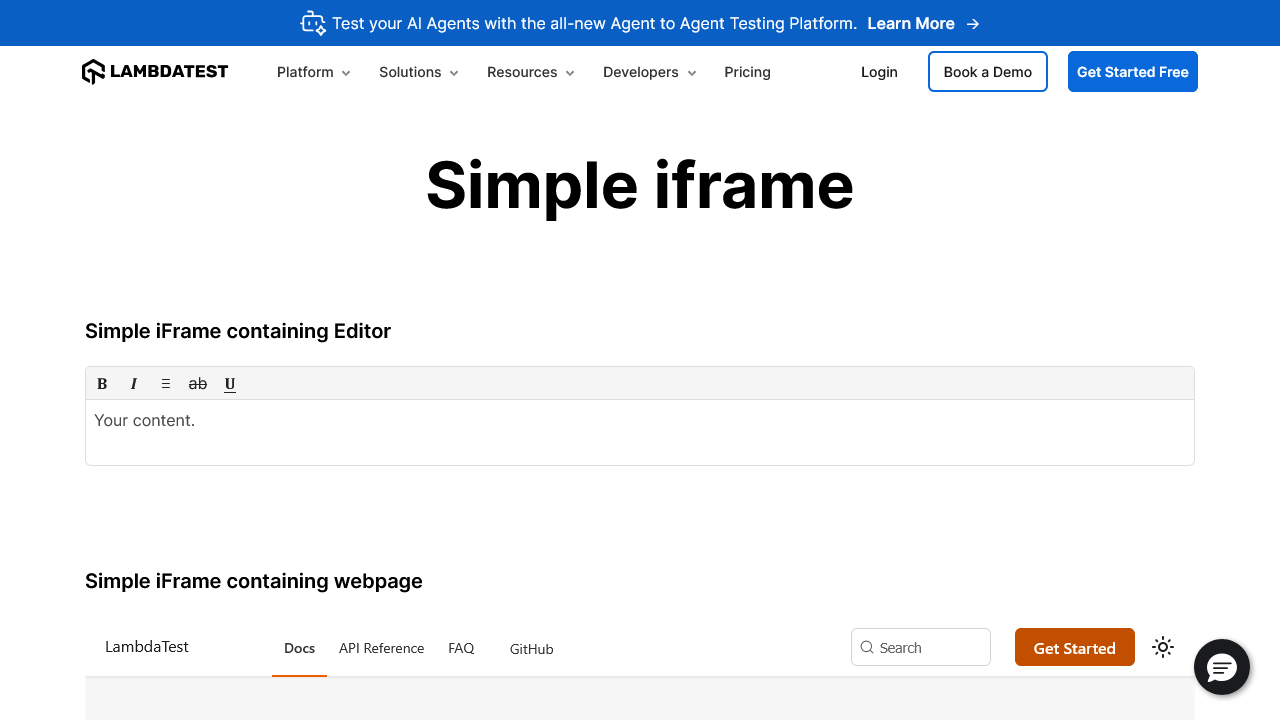 Test your AI Agents with the all-new Agent to Agent Testing Platform. Learn More →
LAMBDATEST Platform Solutions Resources Developers Pricing Login Book a Demo Get Started Free
Simple iframe
Simple iFrame containing Editor
B I ab U
Your content.
Simple iFrame containing webpage
LambdaTest Docs API Reference FAQ GitHub Search Get Started